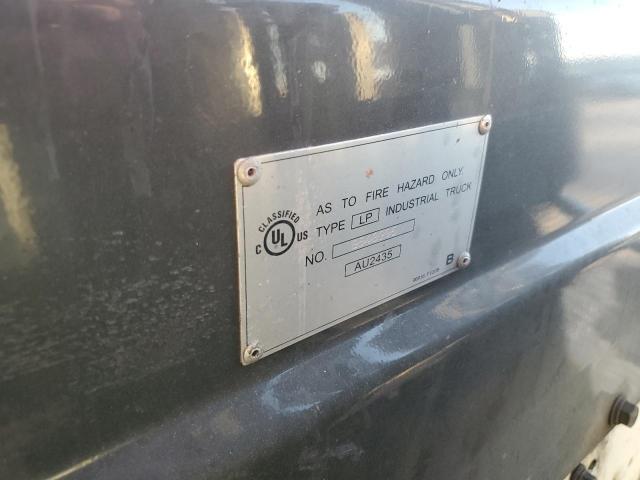 AS TO FIRE HAZARD ONLY.
CLASSIFIED
C UL US
TYPE LP INDUSTRIAL TRUCK
NO.
AU2435
B